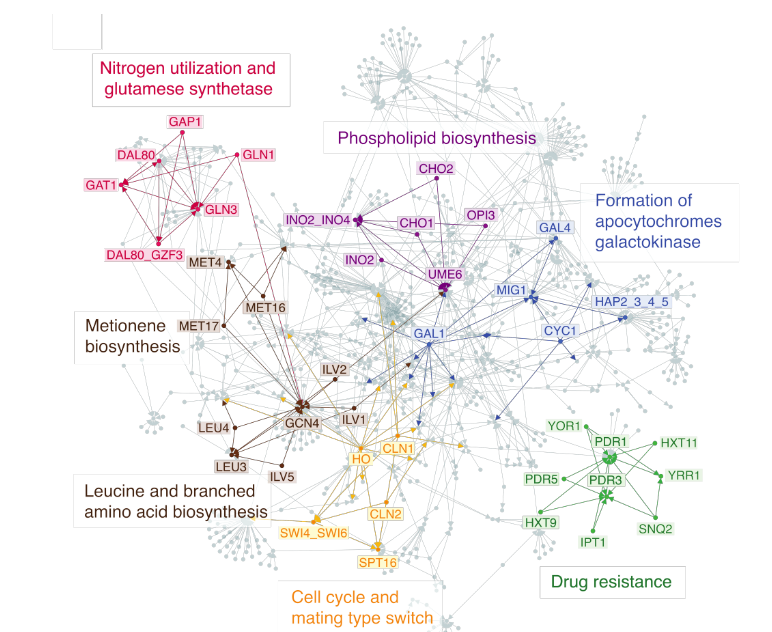 Nitrogen utilization and
glutamese synthetase
GAP1
DAL80
GLN1
GAT1
GLN3
DAL80_GZF3
Phospholipid biosynthesis
CHO2
INO2_INO4
CHO1
OPI3
INO2
UME6
Formation of
apocytochromes
galactokinase
GAL4
MIG1
HAP2_3_4_5
GAL1
CYC1
MET4
MET16
MET17
Metionene
biosynthesis
ILV2
ILV1
GCN4
LEU4
LEU3
ILV5
Leucine and branched
amino acid biosynthesis
HO
CLN1
CLN2
SWI4_SWI6
SPT16
Cell cycle and
mating type switch
YOR1
PDR1
HXT11
PDR5
PDR3
YRR1
HXT9
IPT1
SNQ2
Drug resistance